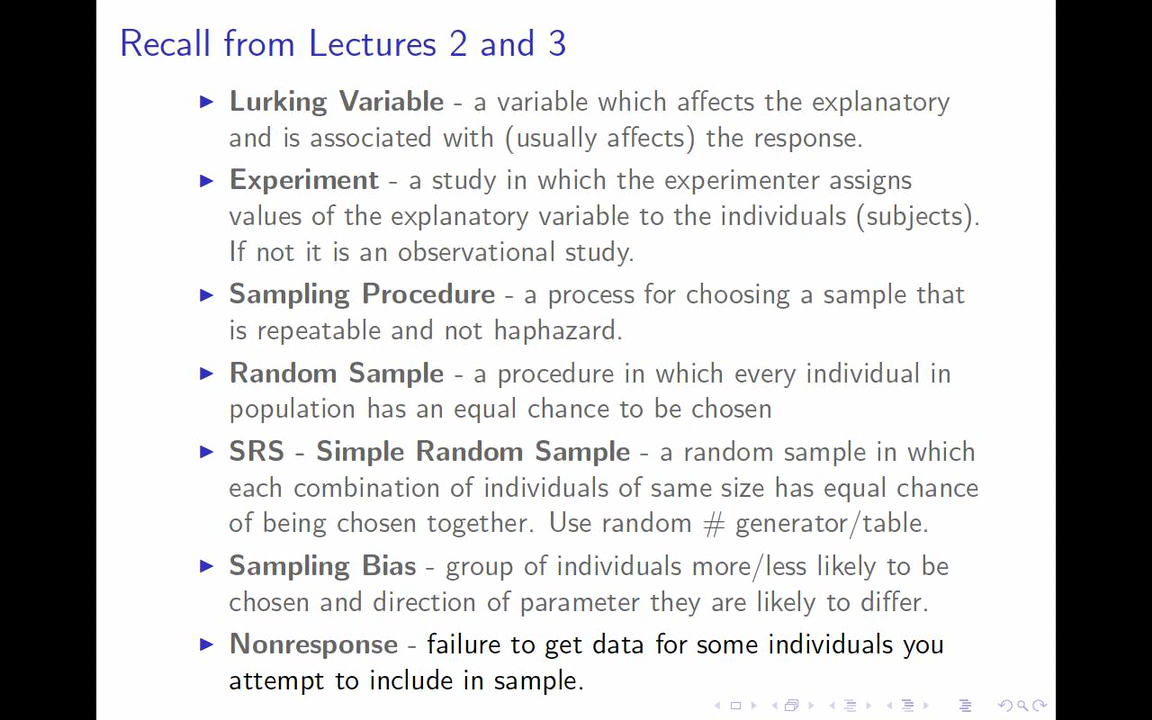 Recall from Lectures 2 and 3
Lurking Variable - a variable which affects the explanatory
and is associated with (usually affects) the response.
Experiment - a study in which the experimenter assigns
values of the explanatory variable to the individuals (subjects).
If not it is an observational study.
Sampling Procedure - a process for choosing a sample that
is repeatable and not haphazard.
Random Sample - a procedure in which every individual in
population has an equal chance to be chosen
SRS - Simple Random Sample - a random sample in which
each combination of individuals of same size has equal chance
of being chosen together. Use random # generator/table.
Sampling Bias - group of individuals more/less likely to be
chosen and direction of parameter they are likely to differ.
Nonresponse - failure to get data for some individuals you
attempt to include in sample.